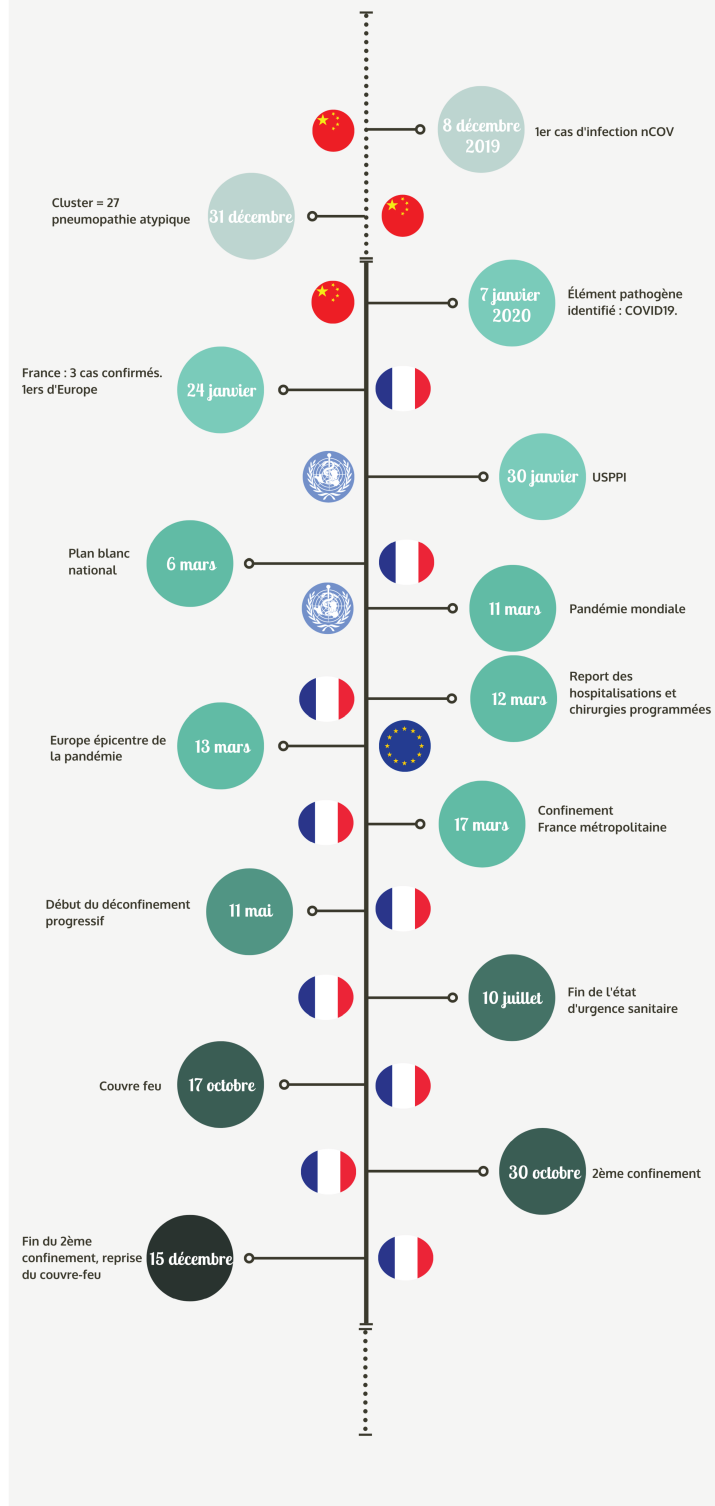 8 décembre
2019
1er cas d'infection nCOV
Cluster = 27
pneumopathie atypique
31 décembre
7 janvier
2020
Élément pathogène
identifié : COVID19.
France : 3 cas confirmés.
1ers d'Europe
24 janvier
30 janvier
USPPI
Plan blanc
national
6 mars
11 mars
Pandémie mondiale
12 mars
Report des
hospitalisations et
chirurgies programmées
Europe épicentre de
la pandémie
13 mars
17 mars
Confinement
France métropolitaine
Début du déconfinement
progressif
11 mai
10 juillet
Fin de l'état
d'urgence sanitaire
Couvre feu
17 octobre
30 octobre
2ème confinement
Fin du 2ème
confinement, reprise
du couvre-feu
15 décembre